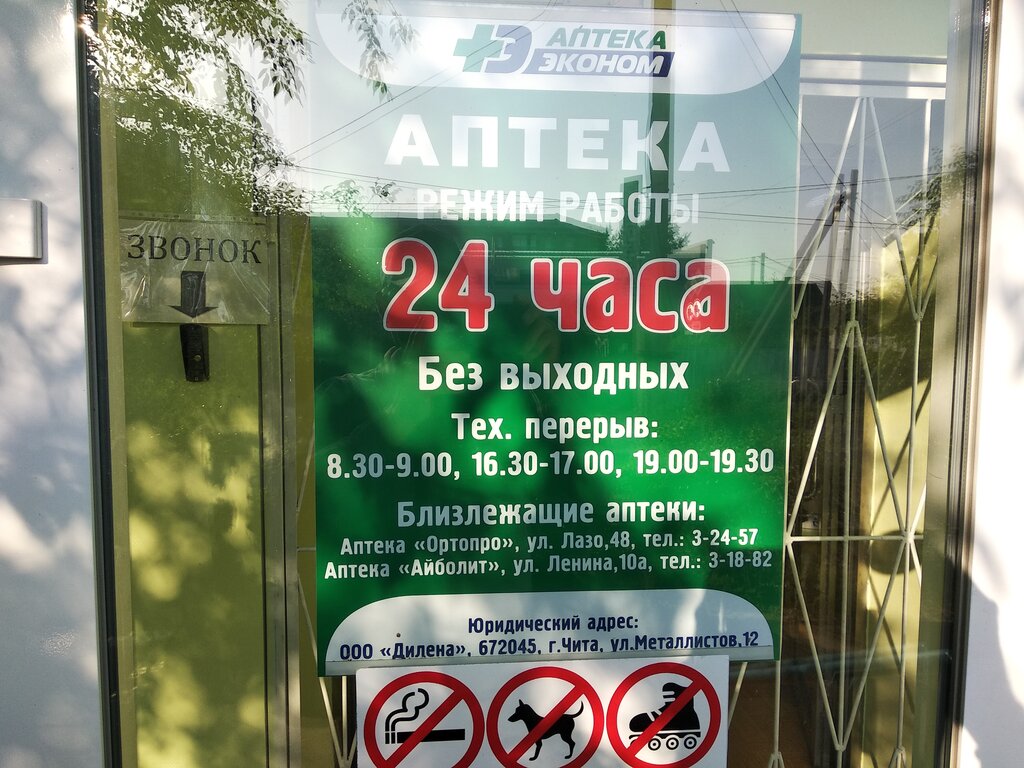 Э АПТЕКА
ЭКОНОМ
АПТЕКА
РЕЖИМ РАБОТЫ
ЗВОНОК
24 часа
Без выходных
Тех. перерыв:
8.30-9.00, 16.30-17.00, 19.00-19.30
Близлежащие аптеки:
Аптека «Ортопро», ул. Лазо,48, тел.: 3-24-57
Аптека «Айболит», ул. Ленина,10а, тел.: 3-18-82
Юридический адрес:
ООО «Дилена», 672045, г.Чита, ул.Металлистов,12